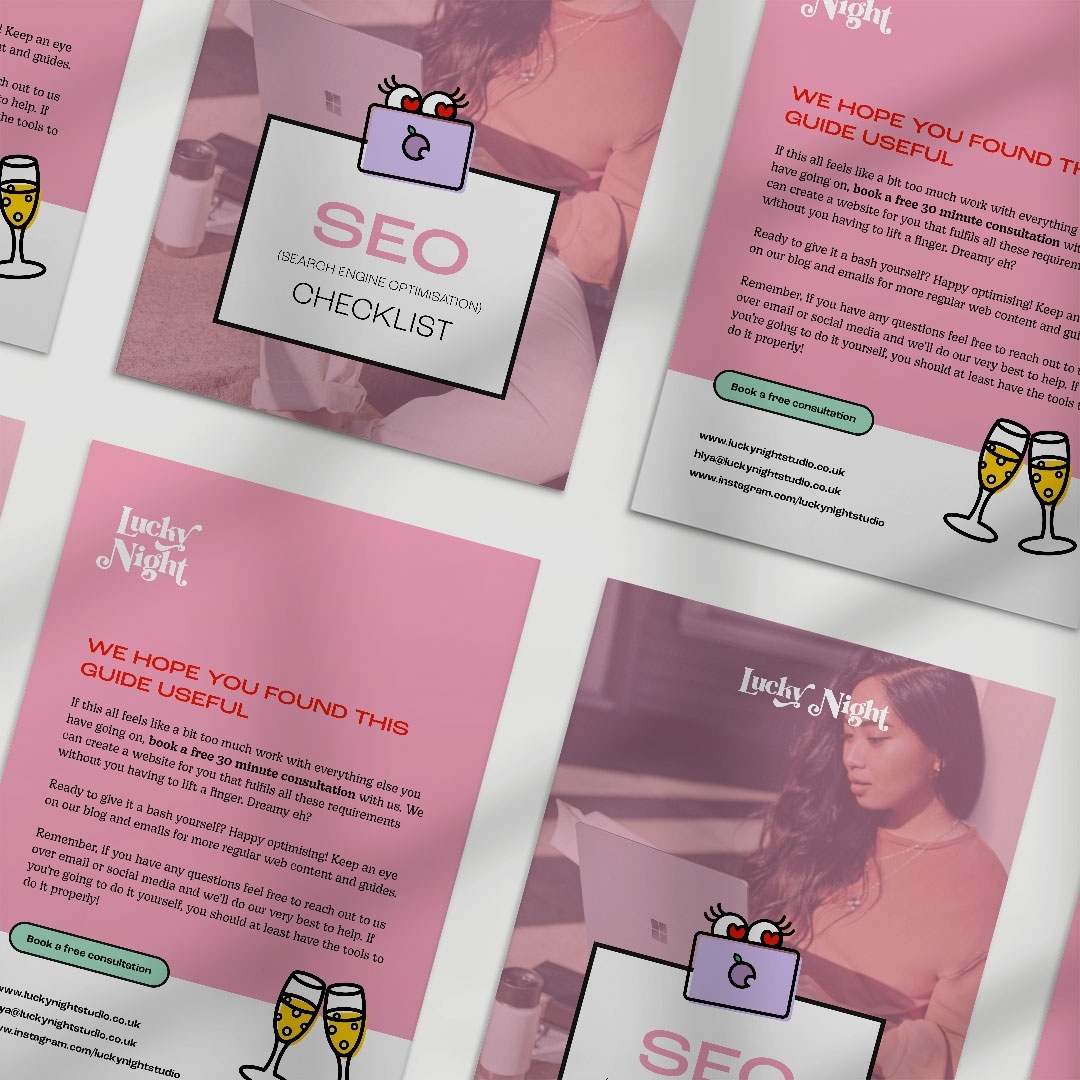 ! Keep an eye
t and guides.
ch out to us
to help. If
he tools to
SEO
(SEARCH ENGINE OPTIMISATION)
CHECKLIST
Night
WE HOPE YOU FOUND TH
GUIDE USEFUL
If this all feels like a bit too much work with everything
have going on, book a free 30 minute consultation wit
can create a website for you that fulfils all these requirem
without you having to lift a finger. Dreamy eh?
Ready to give it a bash yourself? Happy optimising! Keep an
on our blog and emails for more regular web content and gui
Remember, if you have any questions feel free to reach out to u
over email or social media and we'll do our very best to help. If
you're going to do it yourself, you should at least have the tools t
do it properly!
Book a free consultation
www.luckynightstudio.co.uk
hlya@luckynightstudio.co.uk
www.instagram.com/luckynightstudio
Lucky
Night
WE HOPE YOU FOUND THIS
GUIDE USEFUL
If this all feels like a bit too much work with everything else you
have going on, book a free 30 minute consultation with us. We
can create a website for you that fulfils all these requirements
without you having to lift a finger. Dreamy eh?
Ready to give it a bash yourself? Happy optimising! Keep an eye
on our blog and emails for more regular web content and guides.
Remember, if you have any questions feel free to reach out to us
over email or social media and we'll do our very best to help. If
you're going to do it yourself, you should at least have the tools to
do it properly!
Book a free consultation
www.luckynightstudio.co.uk
ya@luckynightstudio.co.uk
w.instagram.com/luckynightstudio
Lucky Night
SEO